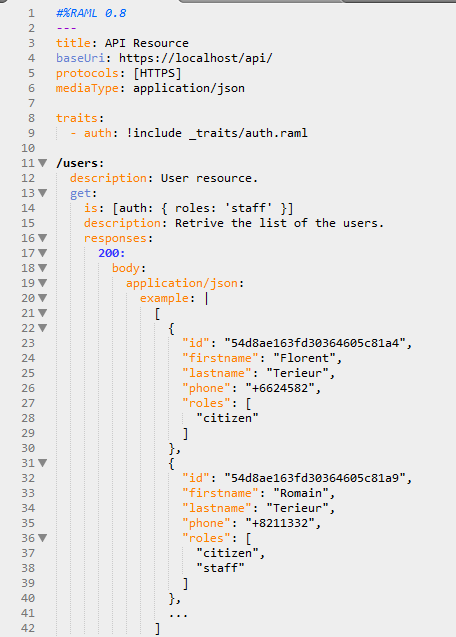 1 #%RAML 0.8
2 ---
3 title: API Resource
4 baseUri: https://localhost/api/
5 protocols: [HTTPS]
6 mediaType: application/json
7
8 traits:
9   - auth: !include _traits/auth.raml
10
11 /users:
12   description: User resource.
13   get:
14     is: [auth: { roles: 'staff' }]
15     description: Retrive the list of the users.
16     responses:
17       200:
18         body:
19           application/json:
20             example: |
21               [
22                 {
23                   "id": "54d8ae163fd30364605c81a4",
24                   "firstname": "Florent",
25                   "lastname": "Terieur",
26                   "phone": "+6624582",
27                   "roles": [
28                     "citizen"
29                   ]
30                 },
31                 {
32                   "id": "54d8ae163fd30364605c81a9",
33                   "firstname": "Romain",
34                   "lastname": "Terieur",
35                   "phone": "+8211332",
36                   "roles": [
37                     "citizen",
38                     "staff"
39                   ]
40                 },
41                 ...
42               ]